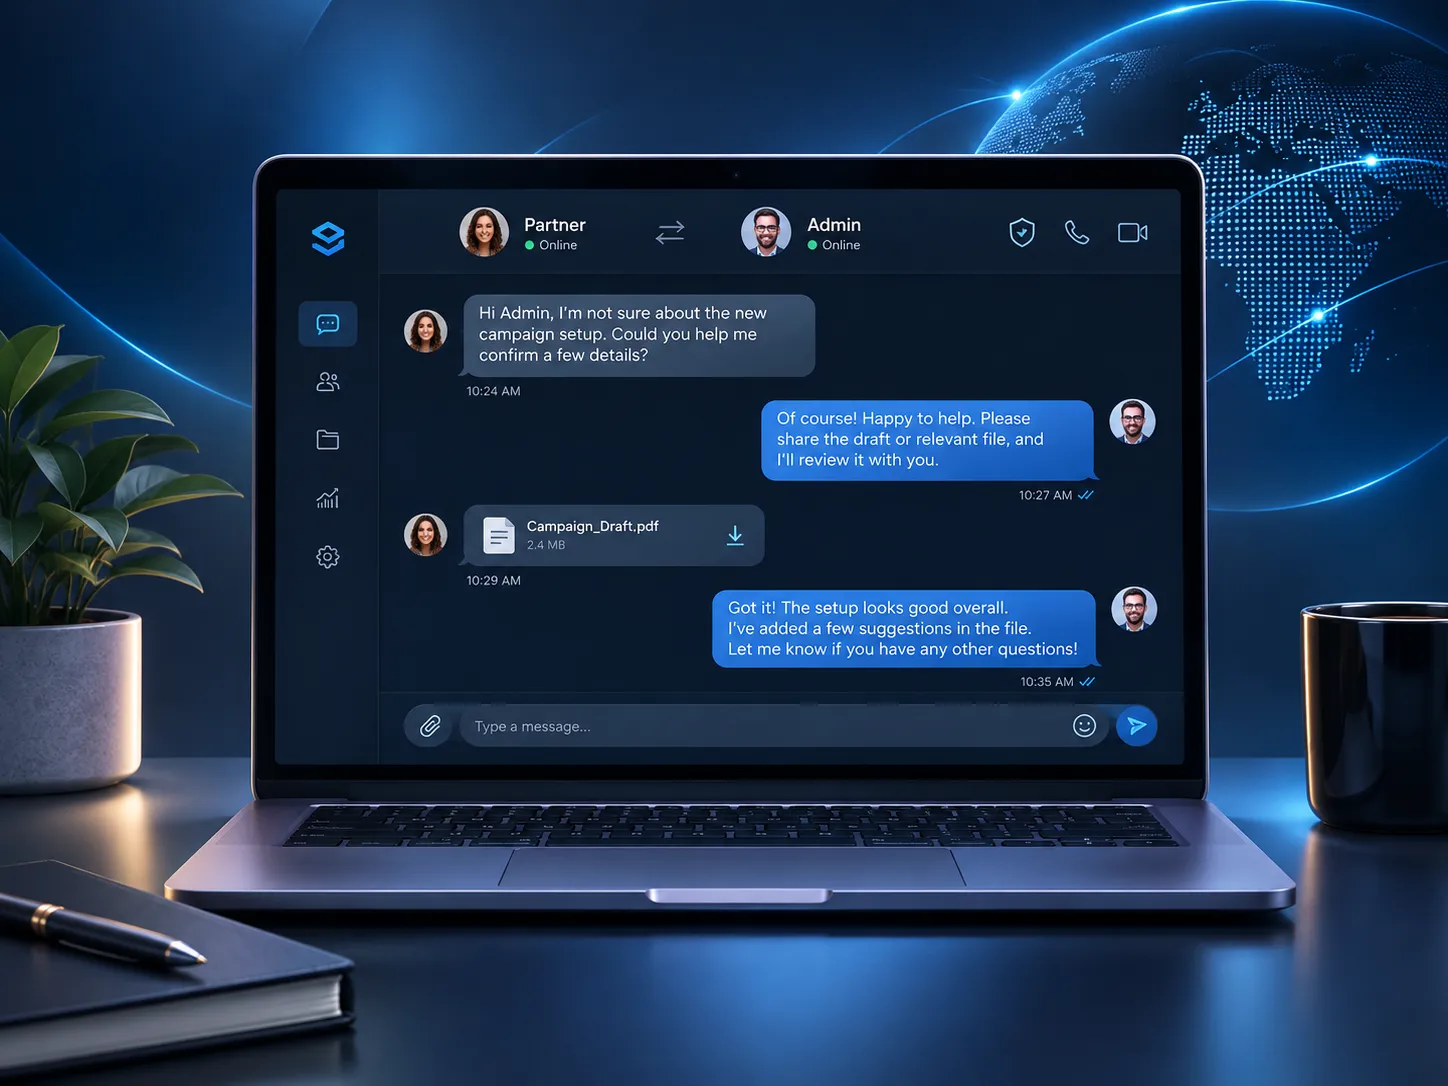 Partner
Online
Admin
Online
Hi Admin, I'm not sure about the new
campaign setup. Could you help me
confirm a few details?
10:24 AM
Of course! Happy to help. Please
share the draft or relevant file, and
I'll review it with you.
10:27 AM
Campaign_Draft.pdf
2.4 MB
10:29 AM
Got it! The setup looks good overall.
I've added a few suggestions in the file.
Let me know if you have any other questions!
10:35 AM
Type a message...